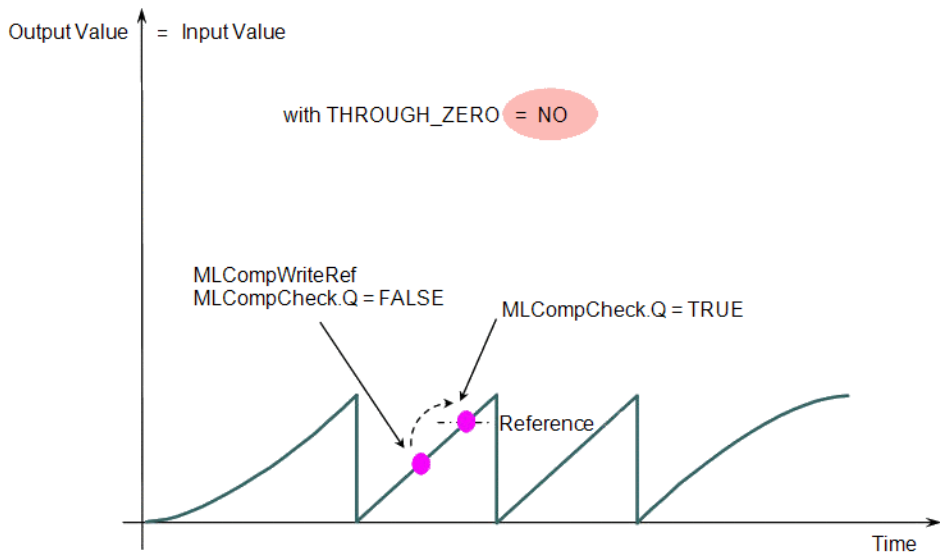 Output Value = Input Value
with THROUGH_ZERO = NO
MLCompWriteRef
MLCompCheck.Q = FALSE
MLCompCheck.Q = TRUE
Reference
Time